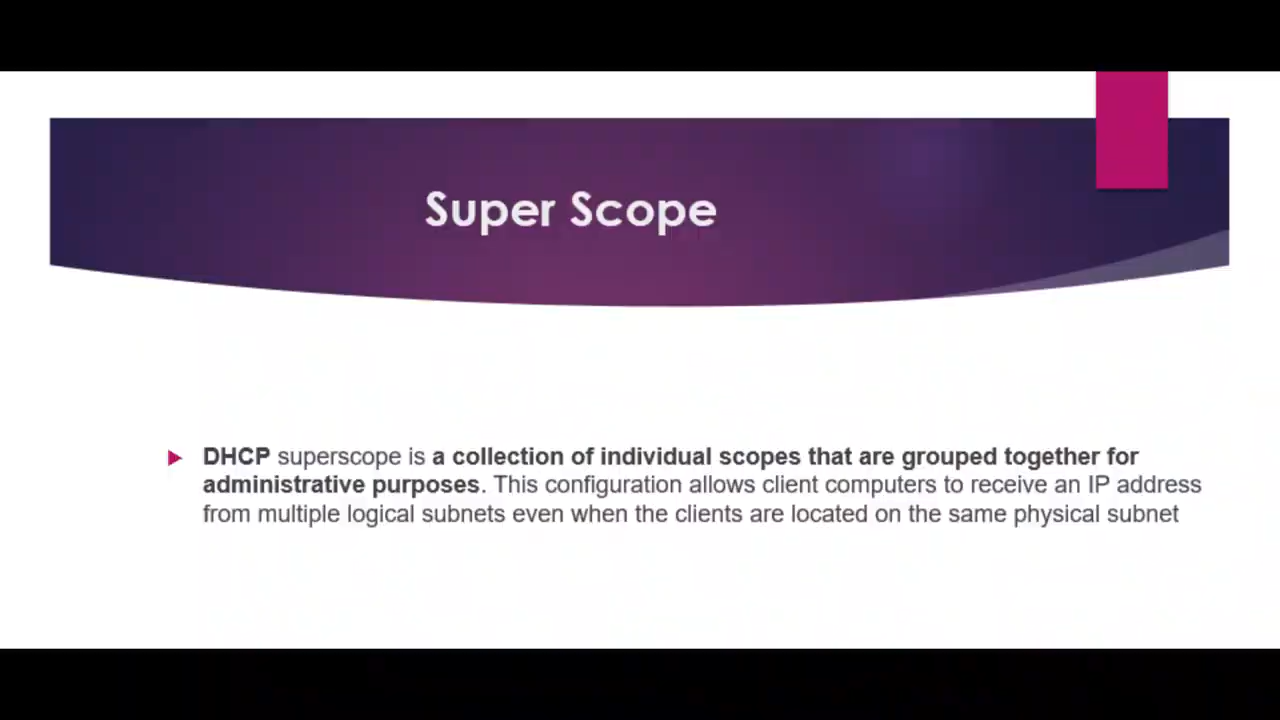 Super Scope
DHCP superscope is a collection of individual scopes that are grouped together for
administrative purposes. This configuration allows client computers to receive an IP address
from multiple logical subnets even when the clients are located on the same physical subnet